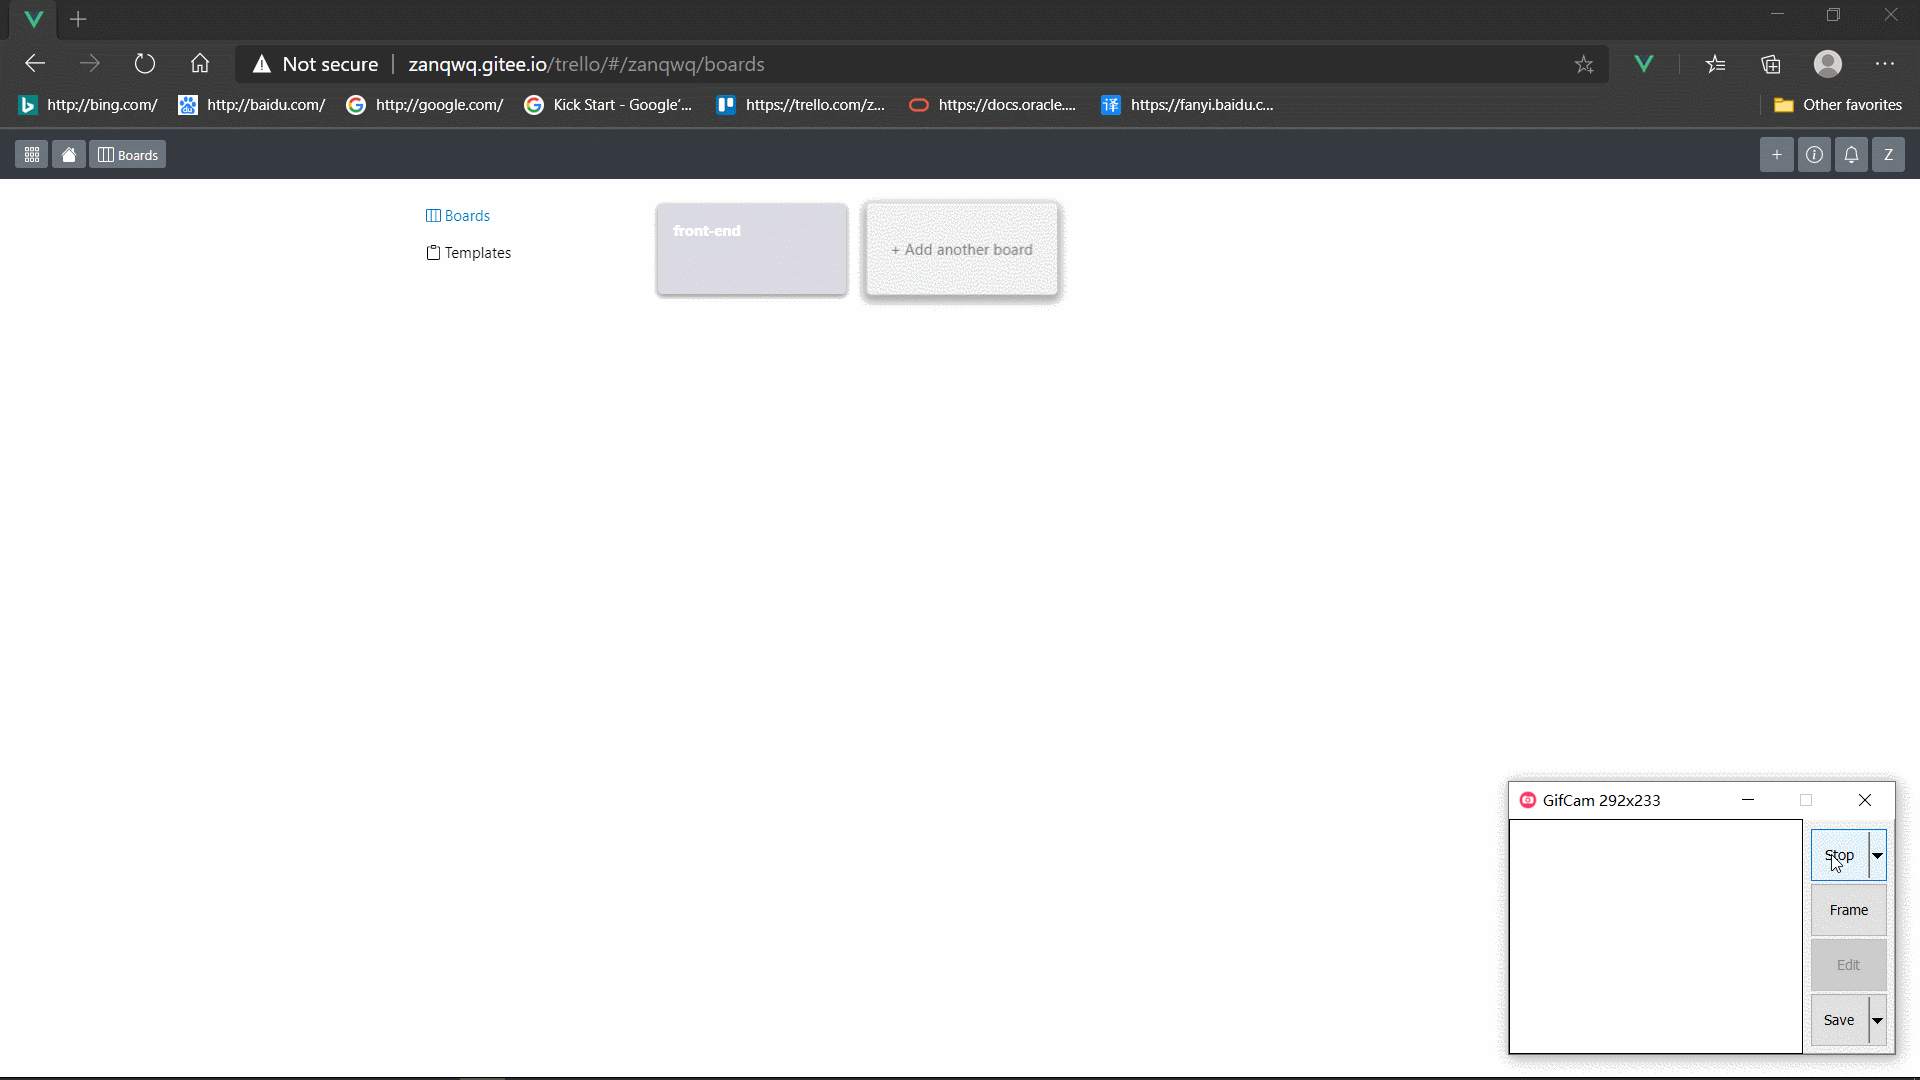 Not secure | zanqwq.gitee.io/trello/#/zanqwq/boards
http://bing.com/ http://baidu.com/ http://google.com/ Kick Start - Google'... https://trello.com/z... https://docs.oracle.... 译 https://fanyi.baidu.c... Other favorites
Boards + Z
Boards
Templates
front-end
+ Add another board
GifCam 292x233
Stop
Frame
Edit
Save